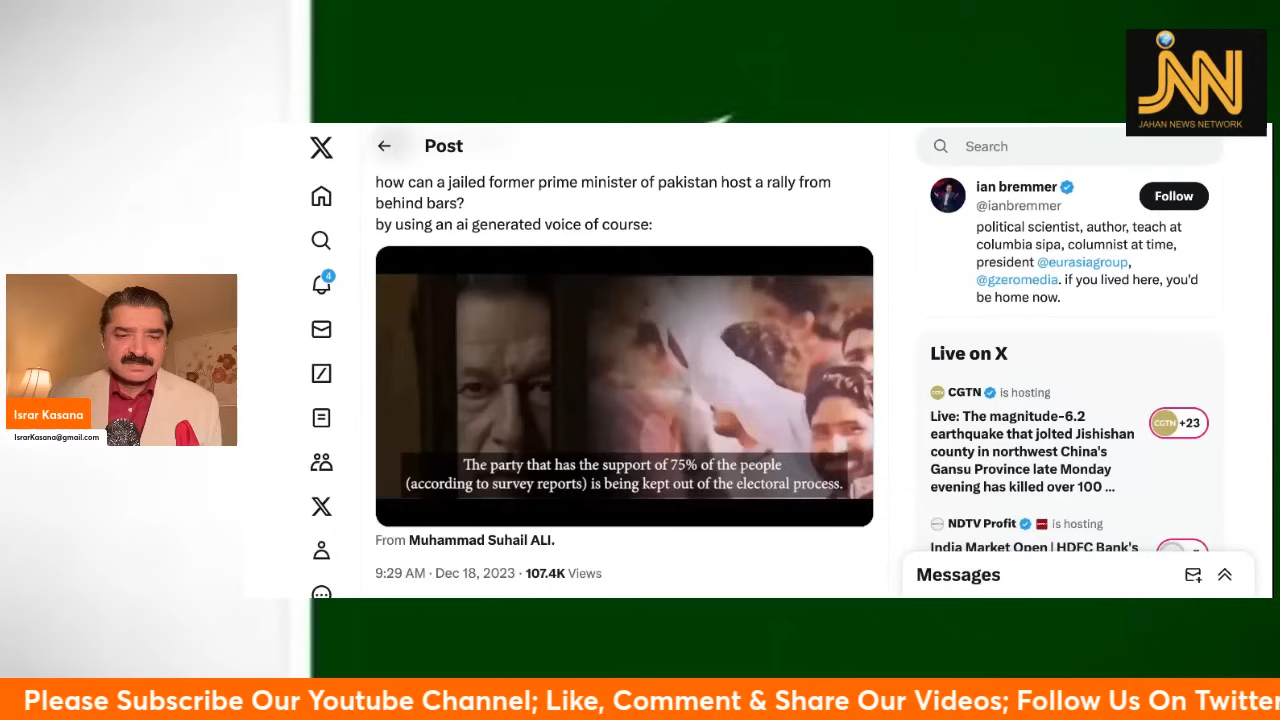 JNN
JAHAN NEWS NETWORK
Post
how can a jailed former prime minister of pakistan host a rally from
behind bars?
by using an ai generated voice of course:
The party that has the support of 75% of the people
(according to survey reports) is being kept out of the electoral process.
From Muhammad Suhail ALI.
9:29 AM · Dec 18, 2023 · 107.4K Views
4
Search
ian bremmer
@ianbremmer
Follow
political scientist, author, teach at
columbia sipa, columnist at time,
president @eurasiagroup,
@gzeromedia. if you lived here, you'd
be home now.
Live on X
CGTN is hosting
Live: The magnitude-6.2
earthquake that jolted Jishishan
county in northwest China's
Gansu Province late Monday
evening has killed over 100 ...
CGTN +23
NDTV Profit is hosting
India Market Open | HDFC Bank's
Messages
Israr Kasana
IsrarKasana@gmail.com
Please Subscribe Our Youtube Channel; Like, Comment & Share Our Videos; Follow Us On Twitter